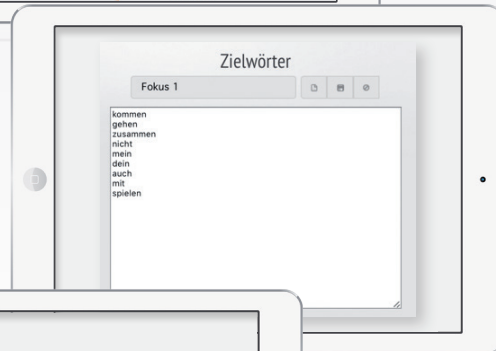 Zielwörter
Fokus 1
kommen
gehen
zusammen
nicht
mein
dein
auch
mit
spielen